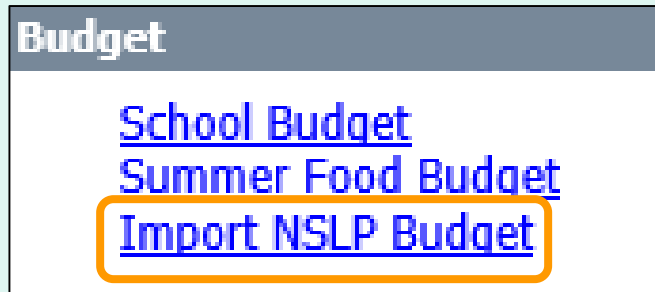 Budget
School Budget
Summer Food Budget
Import NSLP Budget